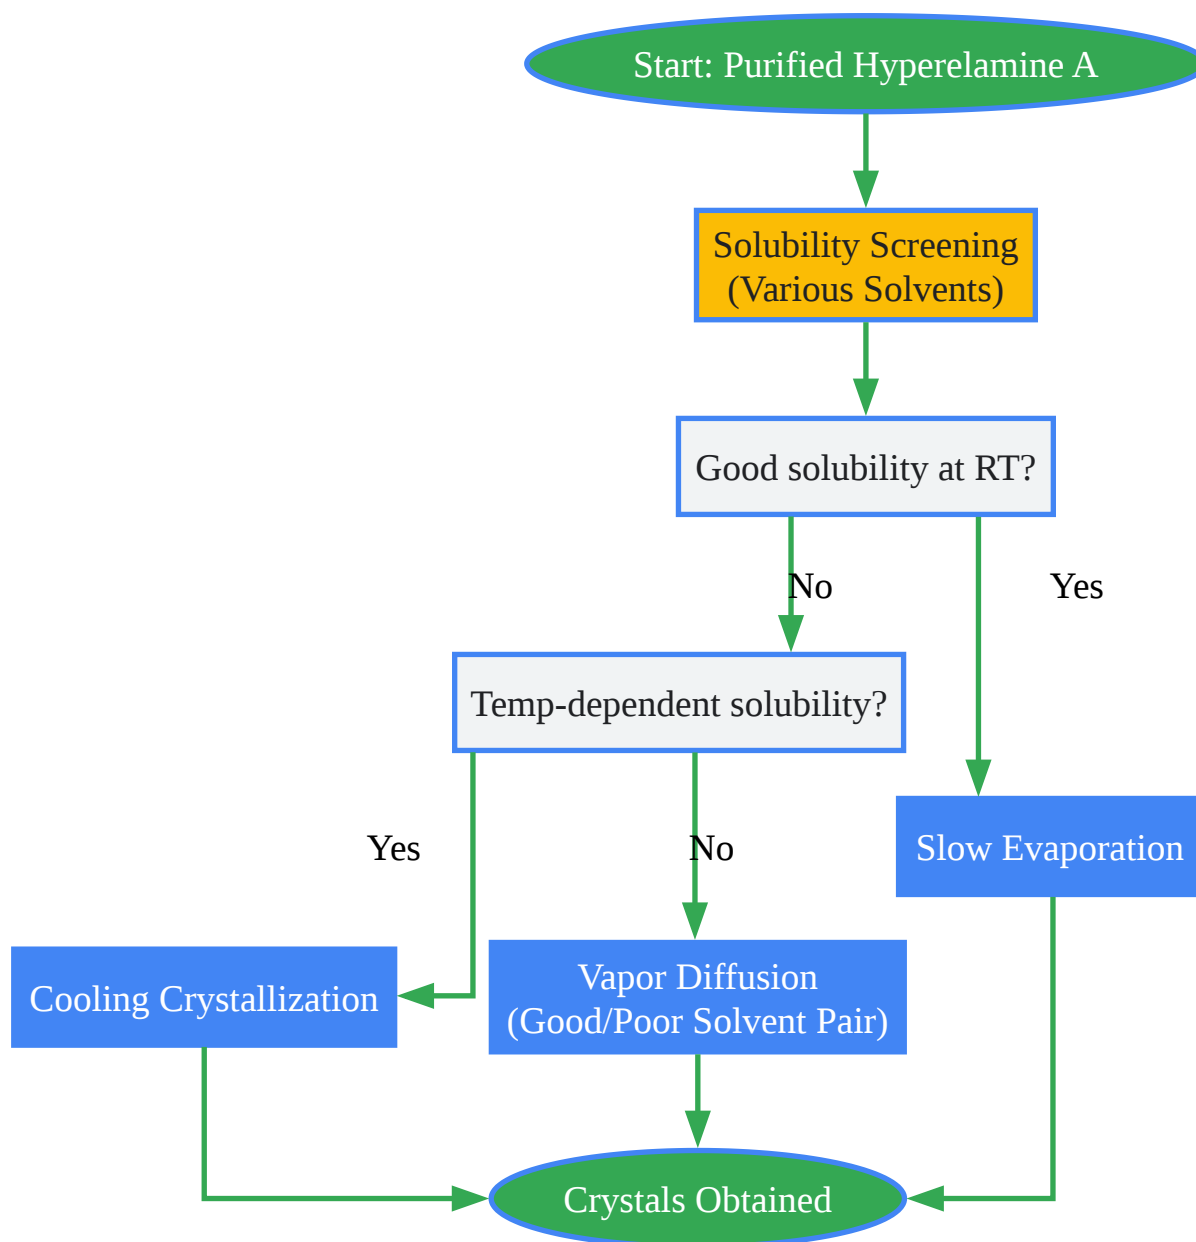 Start: Purified Hyperelamine A
Solubility Screening
(Various Solvents)
Good solubility at RT?
No
Yes
Temp-dependent solubility?
Yes
No
Slow Evaporation
Cooling Crystallization
Vapor Diffusion
(Good/Poor Solvent Pair)
Crystals Obtained